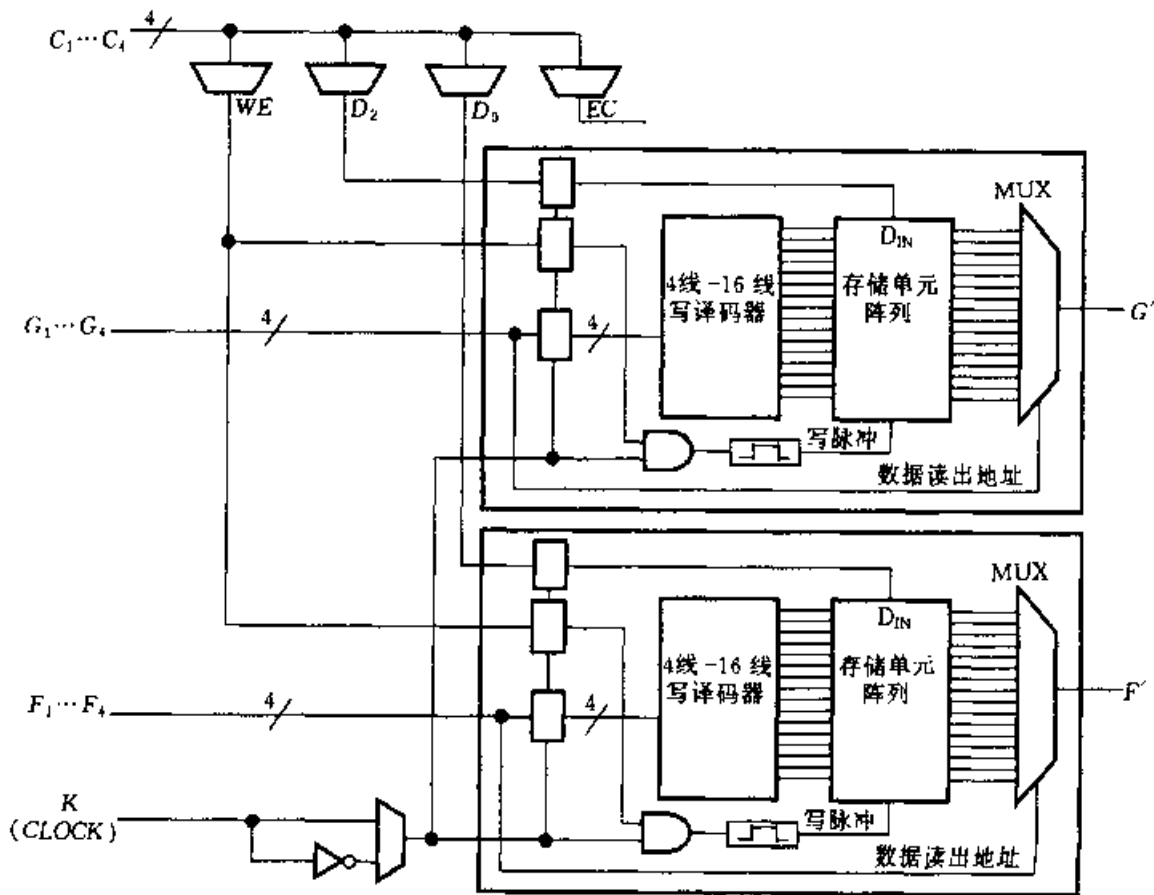 4
C₁…C₄
WE
D₂
D₀
EC
MUX
D_IN
4线-16线
写译码器
存储单元
阵列
G₁…G₄
4
4
G′
写脉冲
数据读出地址
MUX
D_IN
4线-16线
写译码器
存储单元
阵列
F₁…F₄
4
4
F′
K
(CLOCK)
写脉冲
数据读出地址